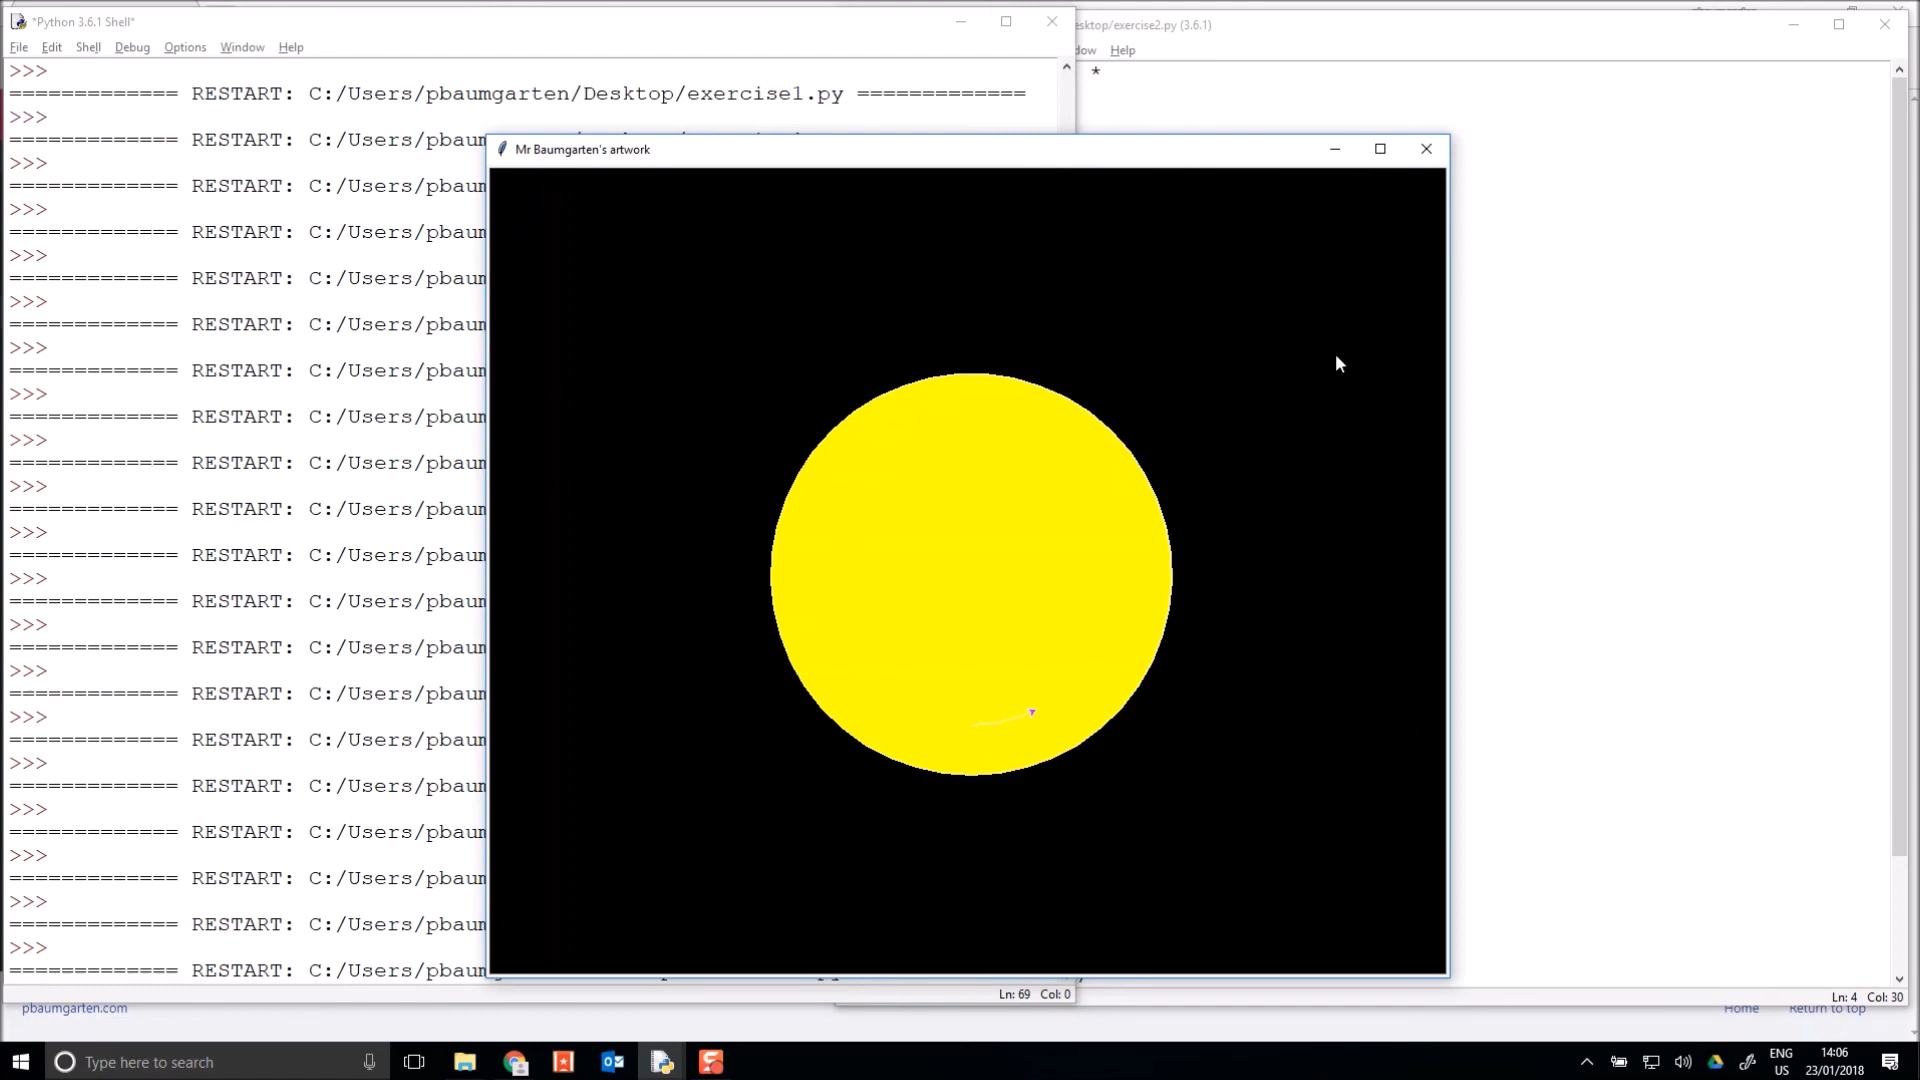 *Python 3.6.1 Shell*
File Edit Shell Debug Options Window Help
>>>
============= RESTART: C:/Users/pbaumgarten/Desktop/exercise1.py =============
>>>
============= RESTART: C:/Users/pbaum
>>>
============= RESTART: C:/Users/pbaum
>>>
============= RESTART: C:/Users/pbaum
>>>
============= RESTART: C:/Users/pbaum
>>>
============= RESTART: C:/Users/pbaum
>>>
============= RESTART: C:/Users/pbaum
>>>
============= RESTART: C:/Users/pbaum
>>>
============= RESTART: C:/Users/pbaum
>>>
============= RESTART: C:/Users/pbaum
>>>
============= RESTART: C:/Users/pbaum
>>>
============= RESTART: C:/Users/pbaum
>>>
============= RESTART: C:/Users/pbaum
>>>
============= RESTART: C:/Users/pbaum
>>>
============= RESTART: C:/Users/pbaum
>>>
============= RESTART: C:/Users/pbaum
>>>
============= RESTART: C:/Users/pbaum
>>>
============= RESTART: C:/Users/pbaum
>>>
============= RESTART: C:/Users/pbaum
>>>
============= RESTART: C:/Users/pbaum
Ln: 69 Col: 0
esktop/exercise2.py (3.6.1)
dow Help
*
Mr Baumgarten's artwork
Ln: 4 Col: 30
pbaumgarten.com
Home Return to top
Type here to search
ENG
US
14:06
23/01/2018